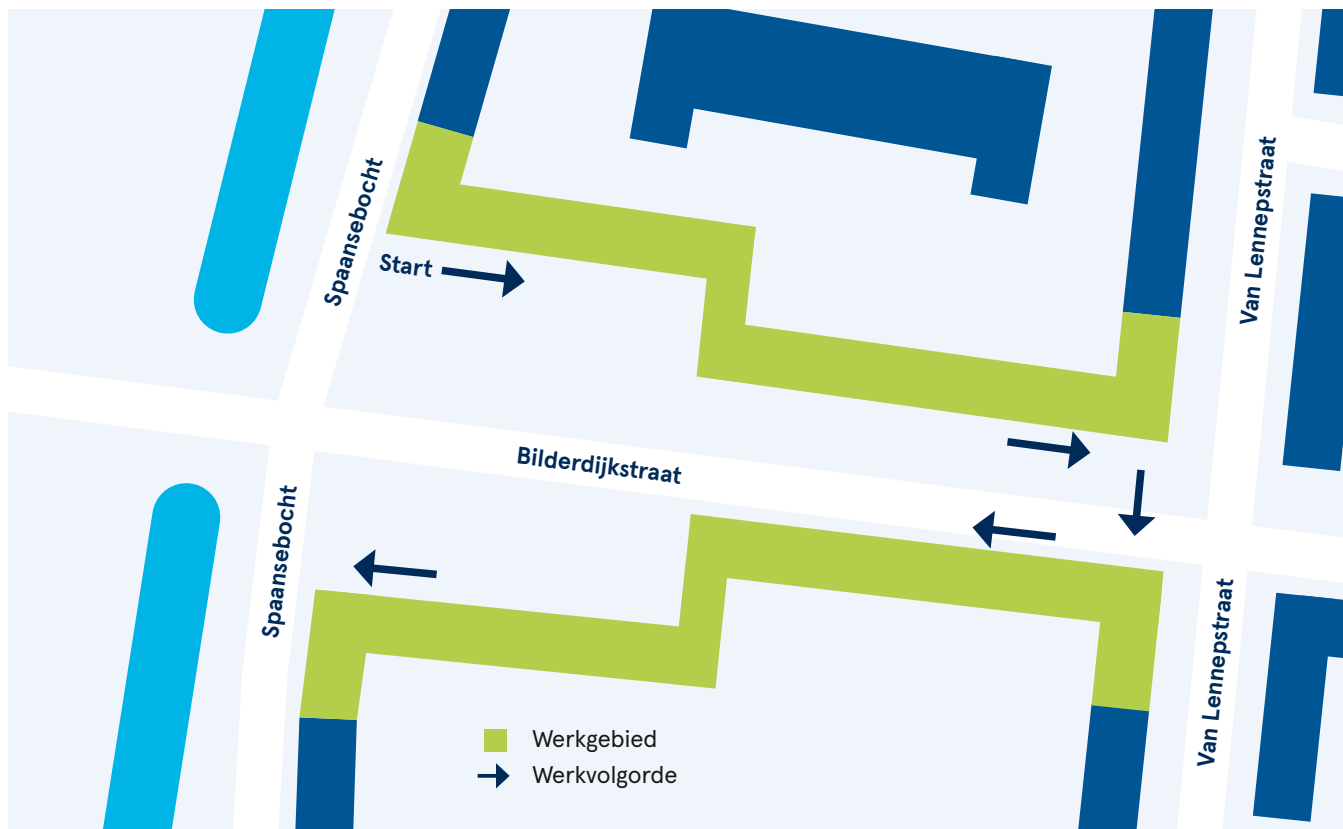 Spaansebocht
Start
Van Lennepstraat
Bilderdijkstraat
Spaansebocht
Van Lennepstraat
Werkgebied
Werkvolgorde